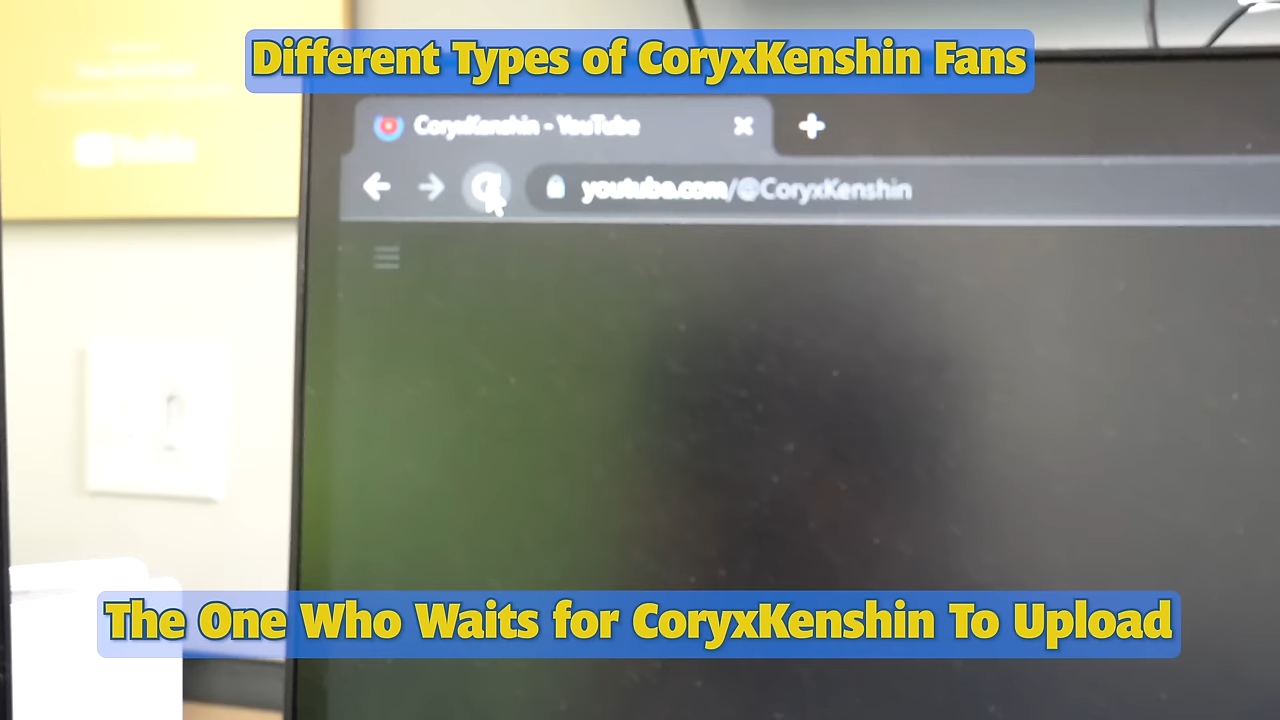 Different Types of CoryxKenshin Fans
CoryxKenshin - YouTube
youtube.com/@CoryxKenshin
The One Who Waits for CoryxKenshin To Upload